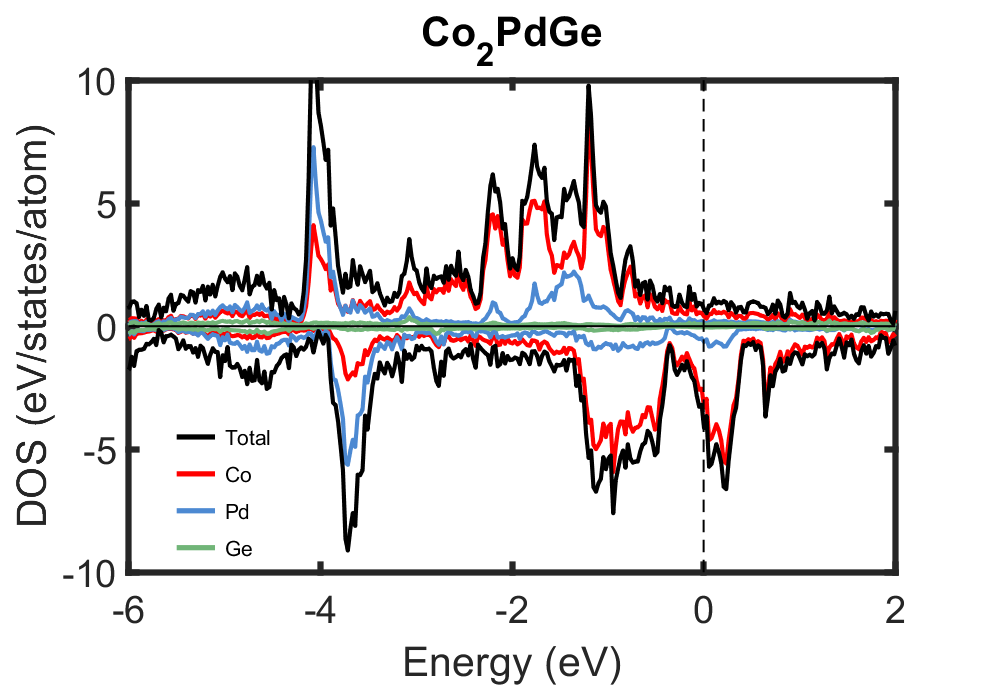 Co₂PdGe
10
5
0
-5
-10
DOS (eV/states/atom)
Total
Co
Pd
Ge
-6
-4
-2
0
2
Energy (eV)